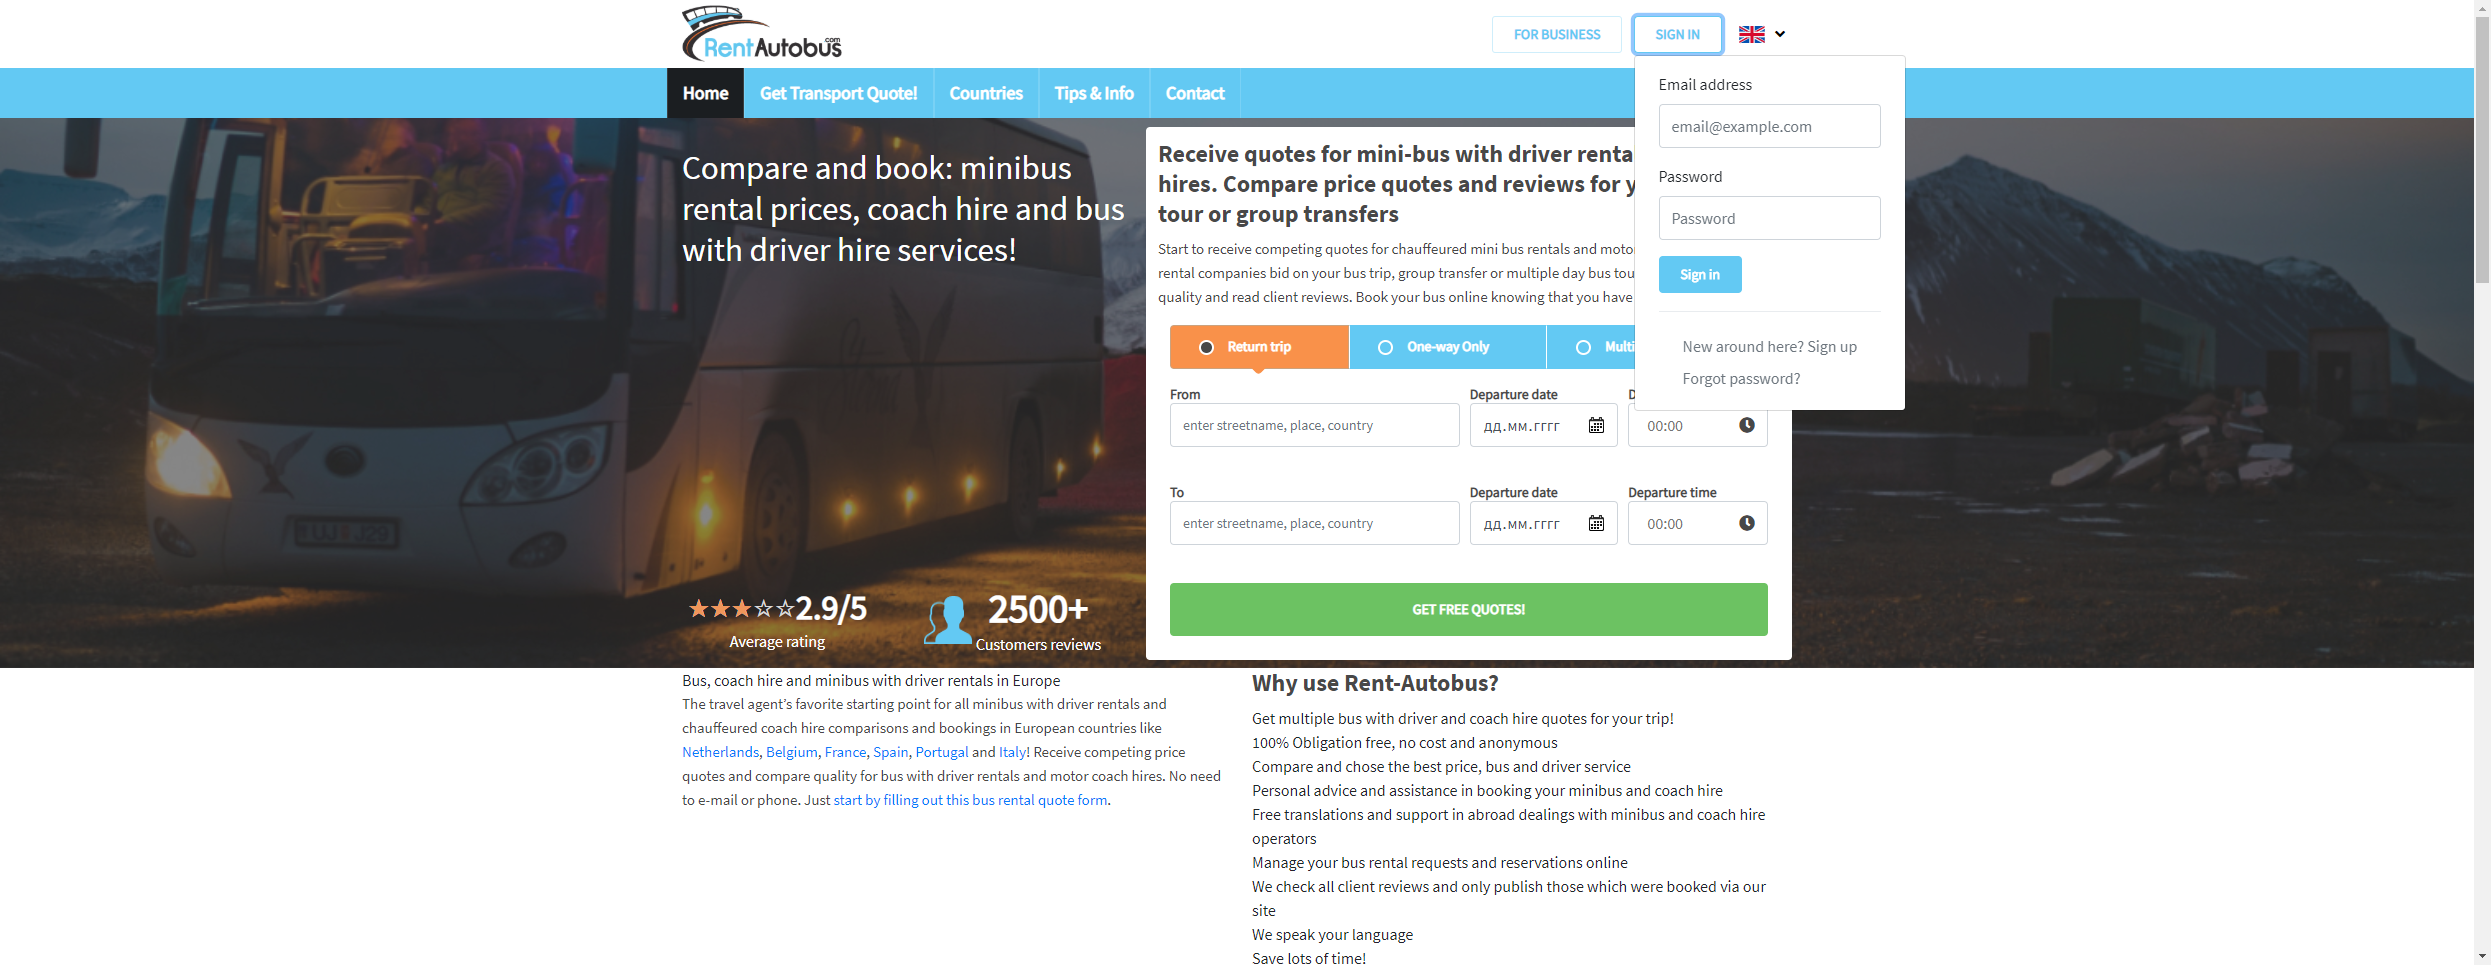 RentAutobus.com
FOR BUSINESS
SIGN IN
Home
Get Transport Quote!
Countries
Tips & Info
Contact
Email address
email@example.com
Password
Password
Sign in
New around here? Sign up
Forgot password?
Compare and book: minibus
rental prices, coach hire and bus
with driver hire services!
Receive quotes for mini-bus with driver renta
hires. Compare price quotes and reviews for y
tour or group transfers
Start to receive competing quotes for chauffeured mini bus rentals and moto
rental companies bid on your bus trip, group transfer or multiple day bus tou
quality and read client reviews. Book your bus online knowing that you have
Return trip
One-way Only
Multi
From
Departure date
D
enter streetname, place, country
дд.мм.гггг
00:00
To
Departure date
Departure time
enter streetname, place, country
дд.мм.гггг
00:00
GET FREE QUOTES!
2.9/5
Average rating
2500+
Customers reviews
Bus, coach hire and minibus with driver rentals in Europe
The travel agent’s favorite starting point for all minibus with driver rentals and
chauffeured coach hire comparisons and bookings in European countries like
Netherlands, Belgium, France, Spain, Portugal and Italy! Receive competing price
quotes and compare quality for bus with driver rentals and motor coach hires. No need
to e-mail or phone. Just start by filling out this bus rental quote form.
Why use Rent-Autobus?
Get multiple bus with driver and coach hire quotes for your trip!
100% Obligation free, no cost and anonymous
Compare and chose the best price, bus and driver service
Personal advice and assistance in booking your minibus and coach hire
Free translations and support in abroad dealings with minibus and coach hire
operators
Manage your bus rental requests and reservations online
We check all client reviews and only publish those which were booked via our
site
We speak your language
Save lots of time!